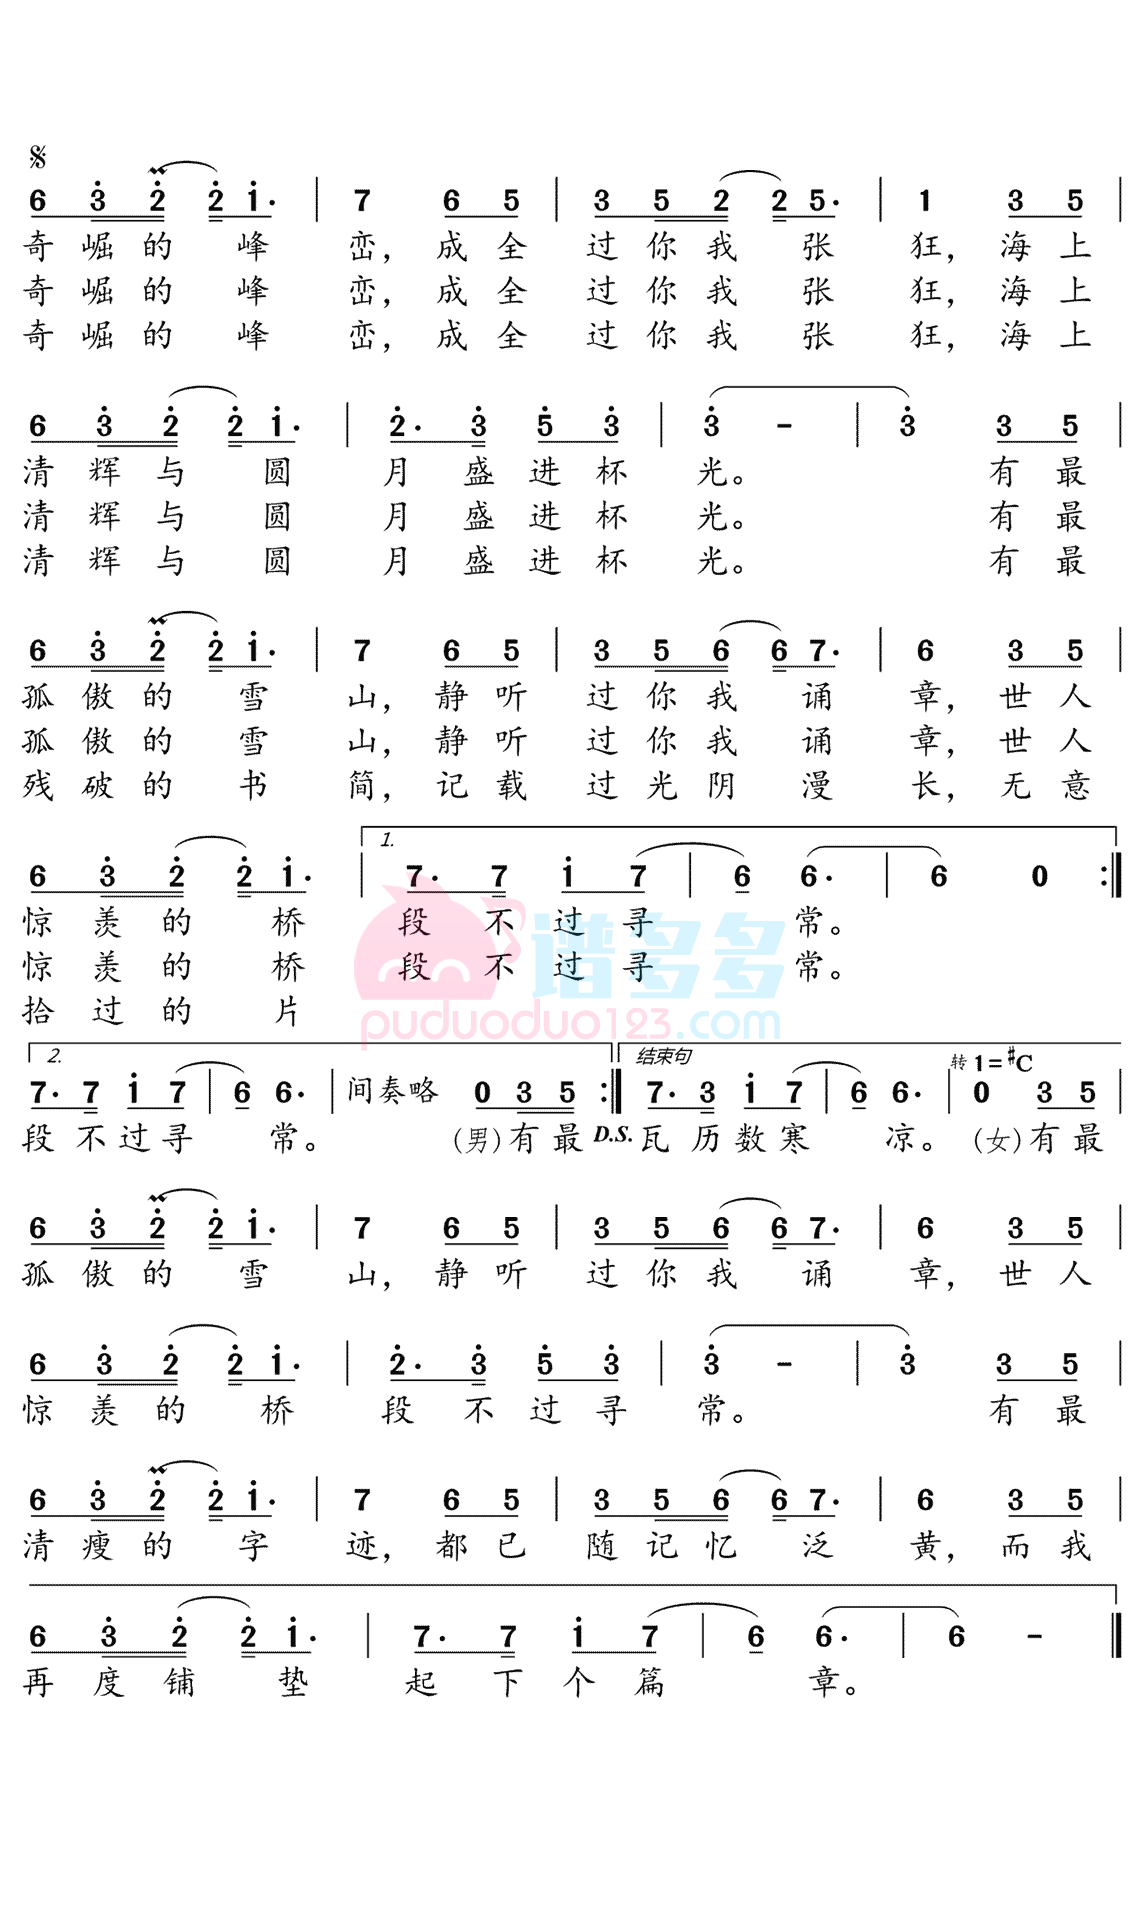 6 3 2 2 1. | 7 6 5 | 3 5 2 2 5. | 1 3 5 |
奇崛的峰峦，成全过你我张狂，海上
奇崛的峰峦，成全过你我张狂，海上
奇崛的峰峦，成全过你我张狂，海上
6 3 2 2 1. | 2. 3 5 3 | 3 - | 3 3 5 |
清辉与圆月盛进杯光。有最
清辉与圆月盛进杯光。有最
清辉与圆月盛进杯光。有最
6 3 2 2 1. | 7 6 5 | 3 5 6 6 7. | 6 3 5 |
孤傲的雪山，静听过你我诵章，世人
孤傲的雪山，静听过你我诵章，世人
残破的书简，记载过光阴漫长，无意
1.
6 3 2 2 1. | 7. 7 1 7 | 6 6. | 6 0 :|
惊羡的桥段不过寻常。
惊羡的桥段不过寻常。
拾过的片
谱多多
puduoduo123.com
2. 结束句 转 1=#C
7. 7 1 7 | 6 6. | 间奏略 0 3 5 :| 7. 3 1 7 | 6 6. | 0 3 5 |
段不过寻常。(男)有最 D.S. 瓦历数寒凉。(女)有最
6 3 2 2 1. | 7 6 5 | 3 5 6 6 7. | 6 3 5 |
孤傲的雪山，静听过你我诵章，世人
6 3 2 2 1. | 2. 3 5 3 | 3 - | 3 3 5 |
惊羡的桥段不过寻常。有最
6 3 2 2 1. | 7 6 5 | 3 5 6 6 7. | 6 3 5 |
清瘦的字迹，都已随记忆泛黄，而我
6 3 2 2 1. | 7. 7 1 7 | 6 6. | 6 - |
再度铺垫起下个篇章。